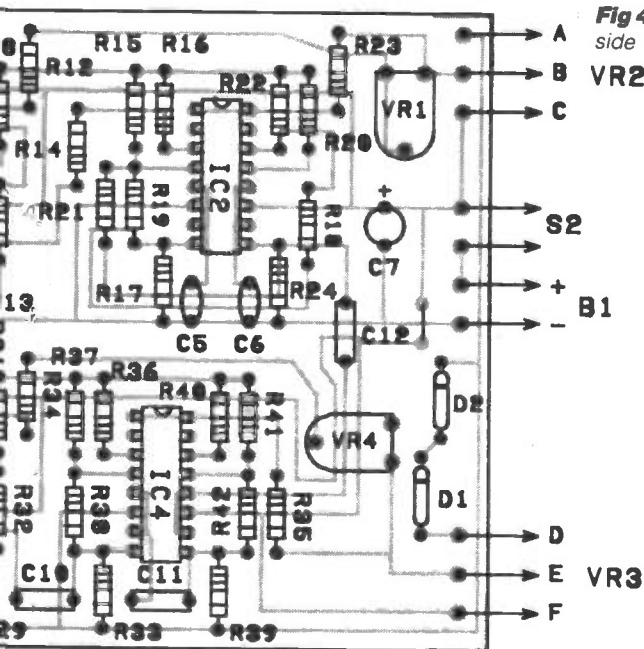 Fig 4
side
A
B VR2
C
S2
+
B1
-
D
E VR3
F
R15 R16
R23
R12
R22
VR1
R14
IC2
R20
R21
R19
R18
+
C7
R17
R24
13
C5 C6
C12
R37
R36
R40
R34
R41
D2
VR4
IC4
D1
R32
R38
R42
R35
C10
C11
29
R33
R39